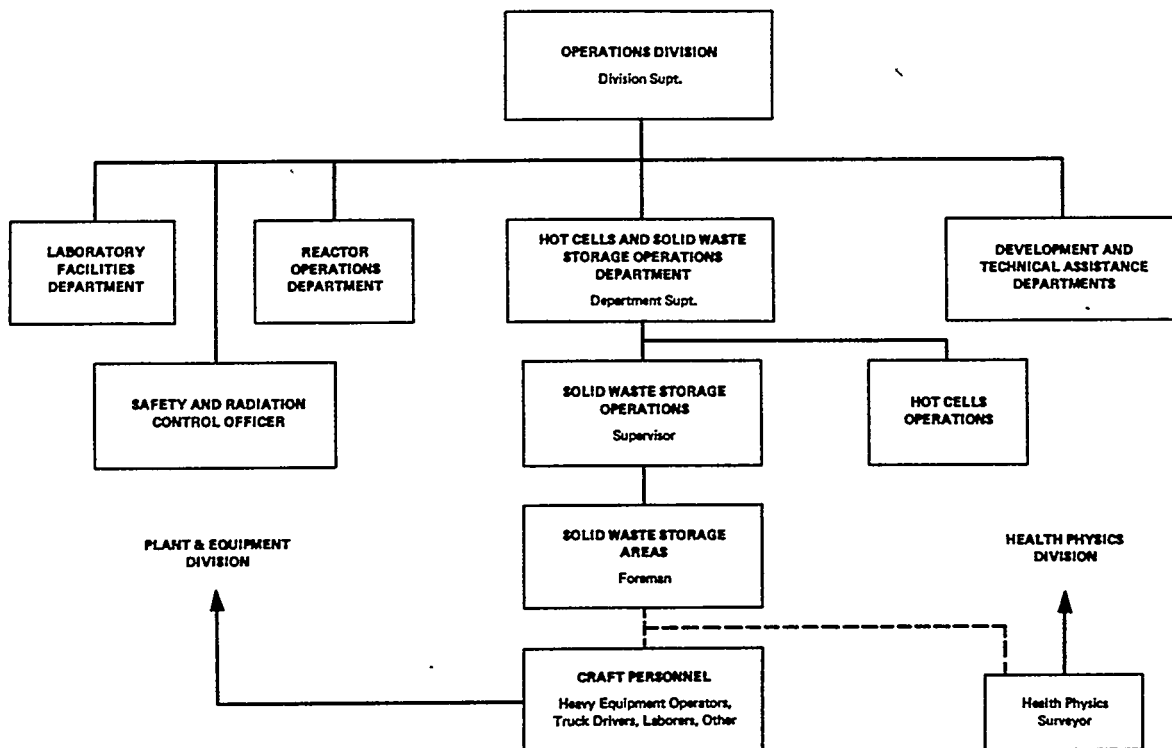 OPERATIONS DIVISION
Division Supt.
LABORATORY
FACILITIES
DEPARTMENT
REACTOR
OPERATIONS
DEPARTMENT
HOT CELLS AND SOLID WASTE
STORAGE OPERATIONS
DEPARTMENT
Department Supt.
DEVELOPMENT AND
TECHNICAL ASSISTANCE
DEPARTMENTS
SAFETY AND RADIATION
CONTROL OFFICER
SOLID WASTE STORAGE
OPERATIONS
Supervisor
HOT CELLS
OPERATIONS
PLANT & EQUIPMENT
DIVISION
SOLID WASTE STORAGE
AREAS
Foreman
HEALTH PHYSICS
DIVISION
CRAFT PERSONNEL
Heavy Equipment Operators,
Truck Drivers, Laborers, Other
Health Physics
Surveyor